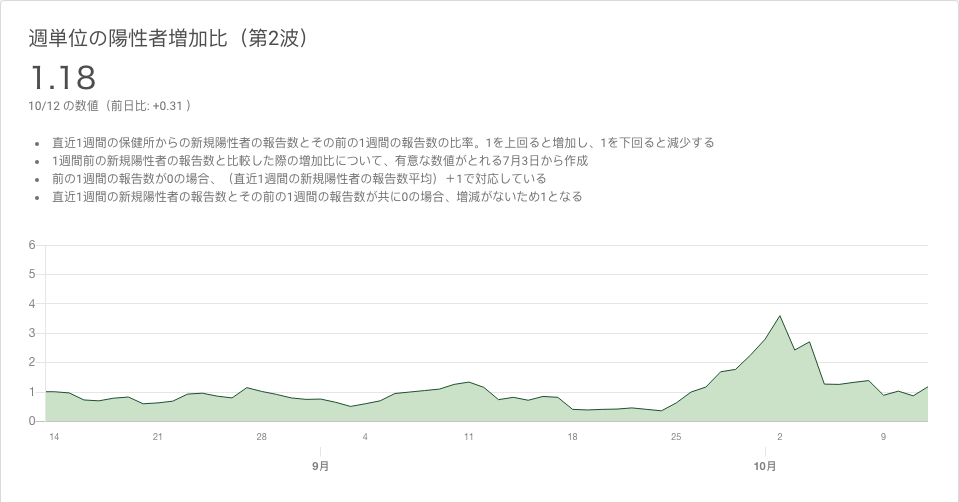 週単位の陽性者増加比（第2波）
1.18
10/12 の数値（前日比: +0.31 ）
• 直近1週間の保健所からの新規陽性者の報告数とその前の1週間の報告数の比率。1を上回ると増加し、1を下回ると減少する
• 1週間前の新規陽性者の報告数と比較した際の増加比について、有意な数値がとれる7月3日から作成
• 前の1週間の報告数が0の場合、（直近1週間の新規陽性者の報告数平均）＋1で対応している
• 直近1週間の新規陽性者の報告数とその前の1週間の報告数が共に0の場合、増減がないため1となる
6
5
4
3
2
1
0
14 21 28 4 11 18 25 2 9
9月 10月